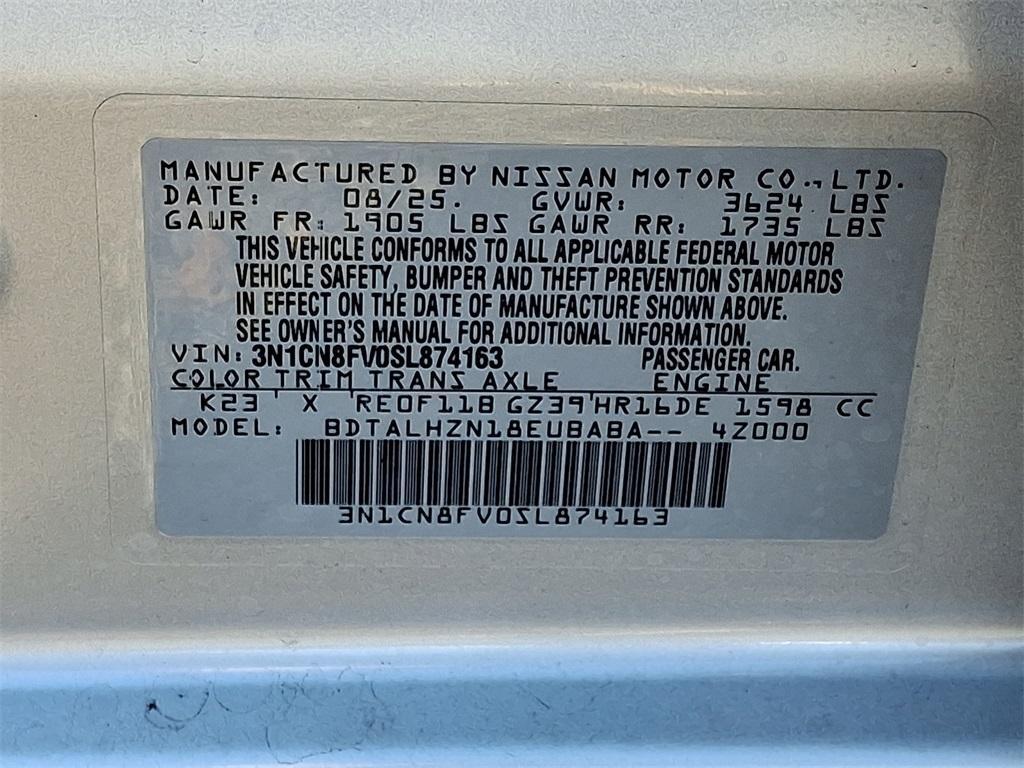 MANUFACTURED BY NISSAN MOTOR CO., LTD.
DATE: 08/25. GVWR: 3624 LBS
GAWR FR: 1905 LBS GAWR RR: 1735 LBS
THIS VEHICLE CONFORMS TO ALL APPLICABLE FEDERAL MOTOR
VEHICLE SAFETY, BUMPER AND THEFT PREVENTION STANDARDS
IN EFFECT ON THE DATE OF MANUFACTURE SHOWN ABOVE.
SEE OWNER'S MANUAL FOR ADDITIONAL INFORMATION.
VIN: 3N1CN8FV0SL874163 PASSENGER CAR.
COLOR TRIM TRANS AXLE ENGINE
K23 X RE0F11B GZ39 HR16DE 1598 CC
MODEL: BDTALHZN18EUBABA-- 4Z000
3N1CN8FV0SL874163